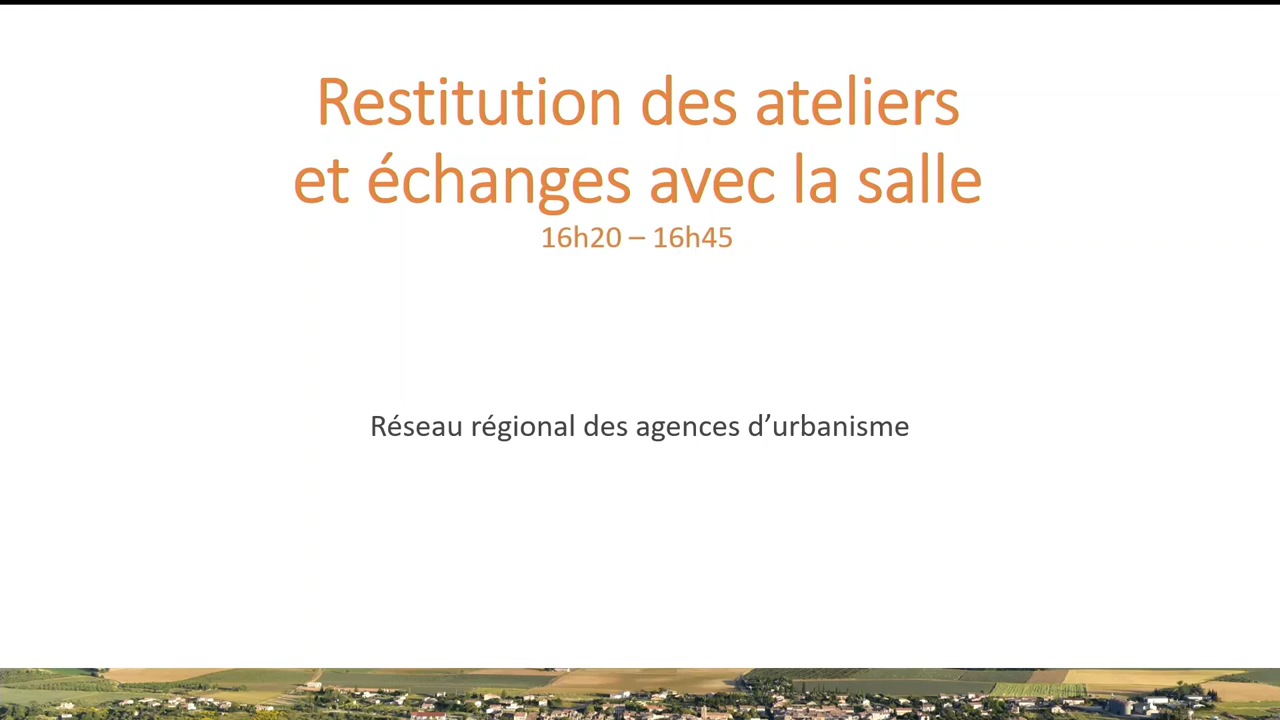 Restitution des ateliers
et échanges avec la salle
16h20 – 16h45
Réseau régional des agences d’urbanisme